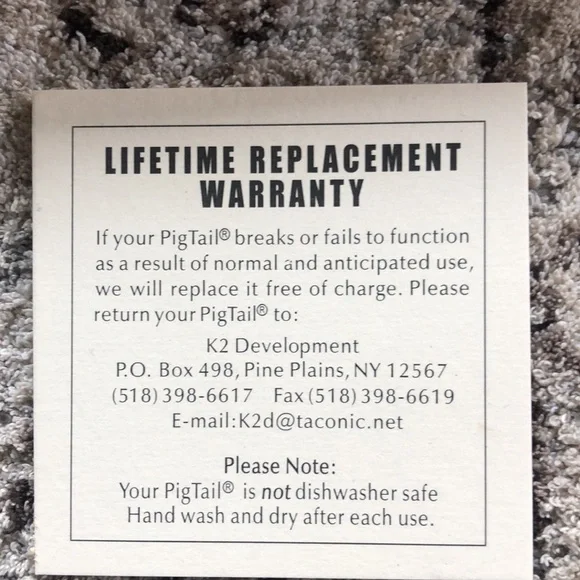 LIFETIME REPLACEMENT
WARRANTY
If your PigTail® breaks or fails to function
as a result of normal and anticipated use,
we will replace it free of charge. Please
return your PigTail® to:
K2 Development
P.O. Box 498, Pine Plains, NY 12567
(518) 398-6617 Fax (518) 398-6619
E-mail:K2d@taconic.net
Please Note:
Your PigTail® is not dishwasher safe
Hand wash and dry after each use.